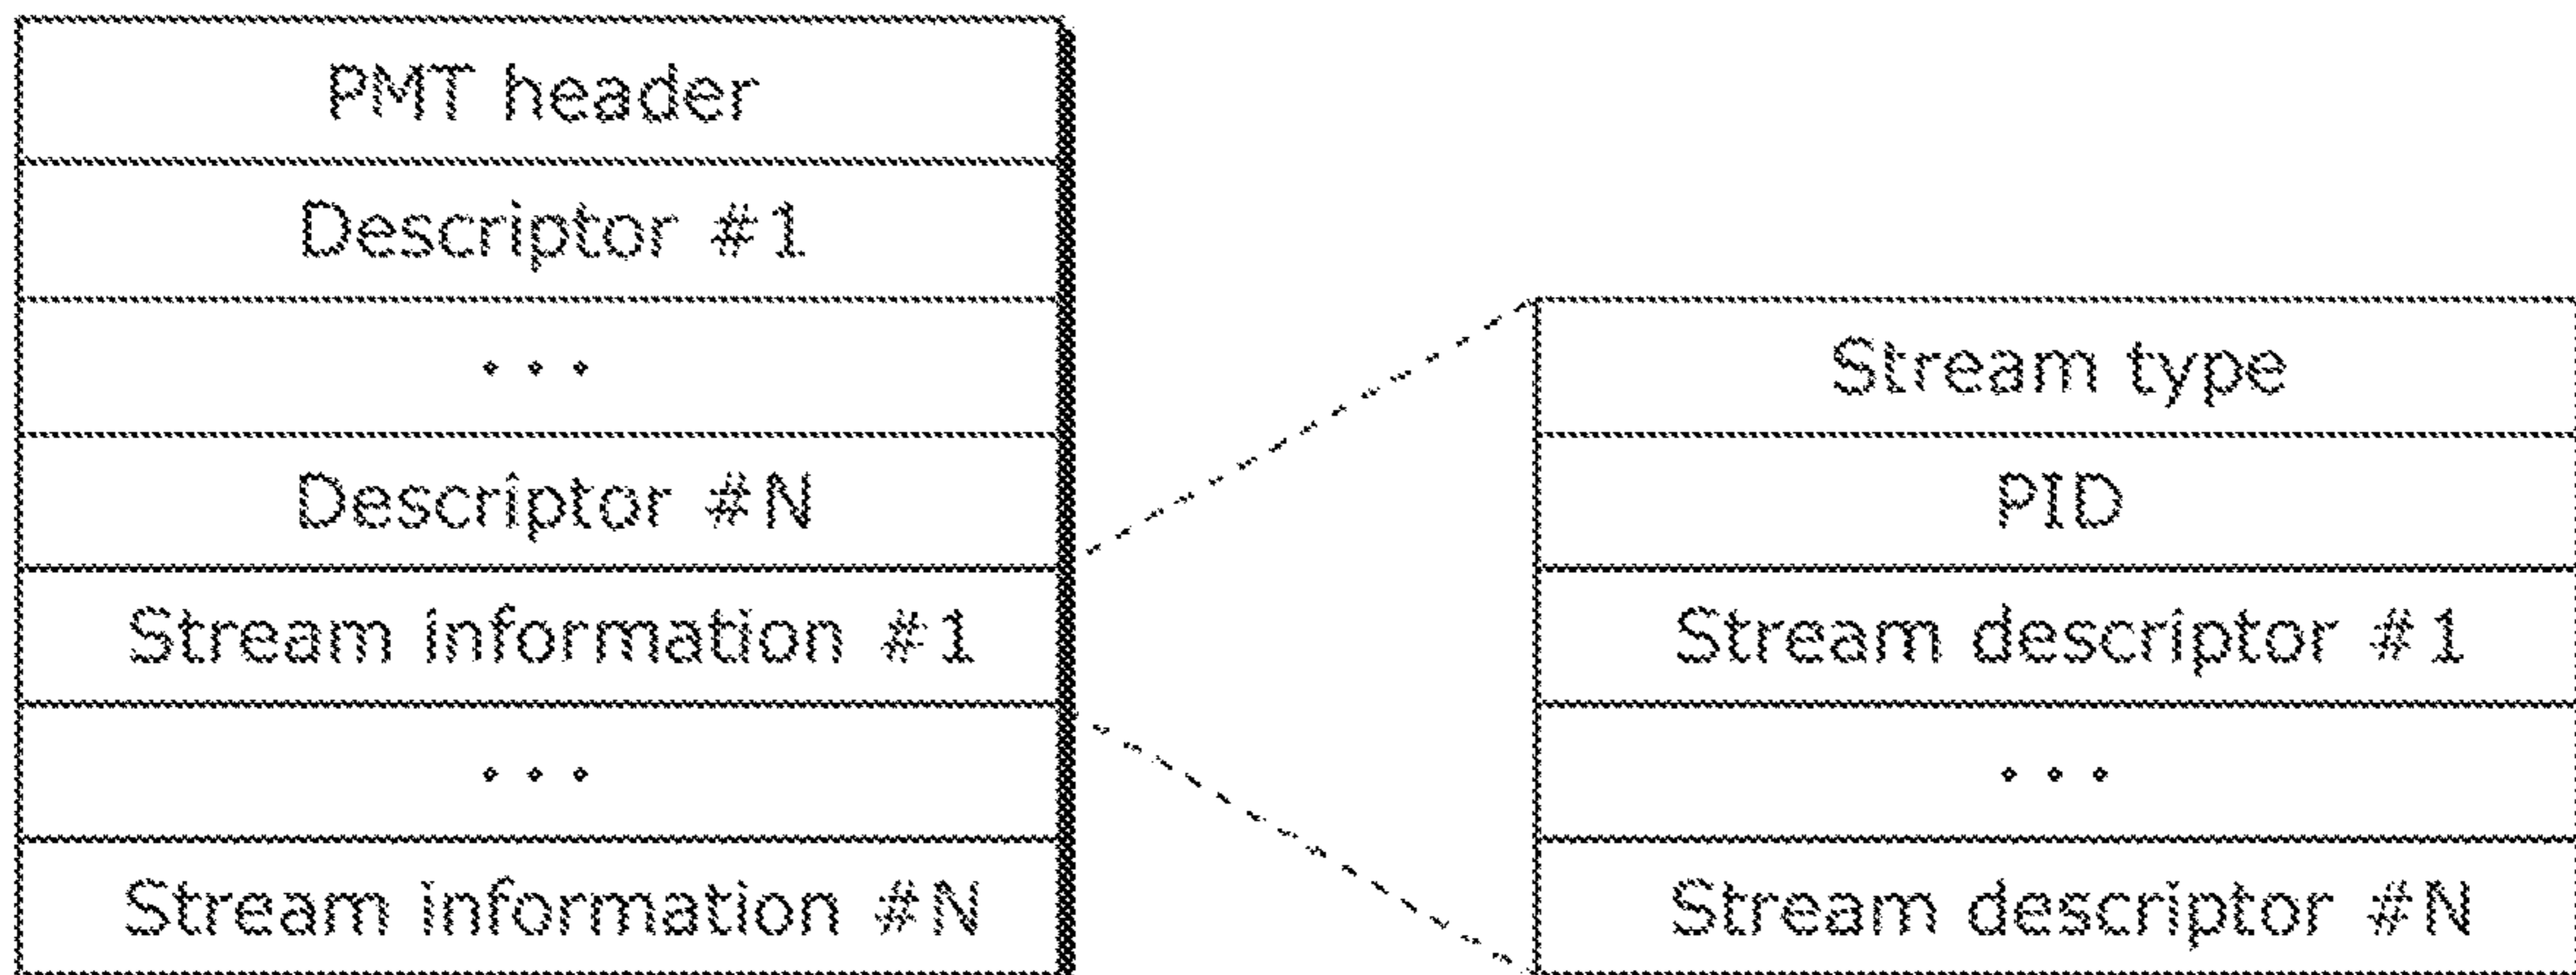 PMT header
Descriptor #1
...
Descriptor #N
Stream information #1
...
Stream information #N
Stream type
PID
Stream descriptor #1
...
Stream descriptor #N